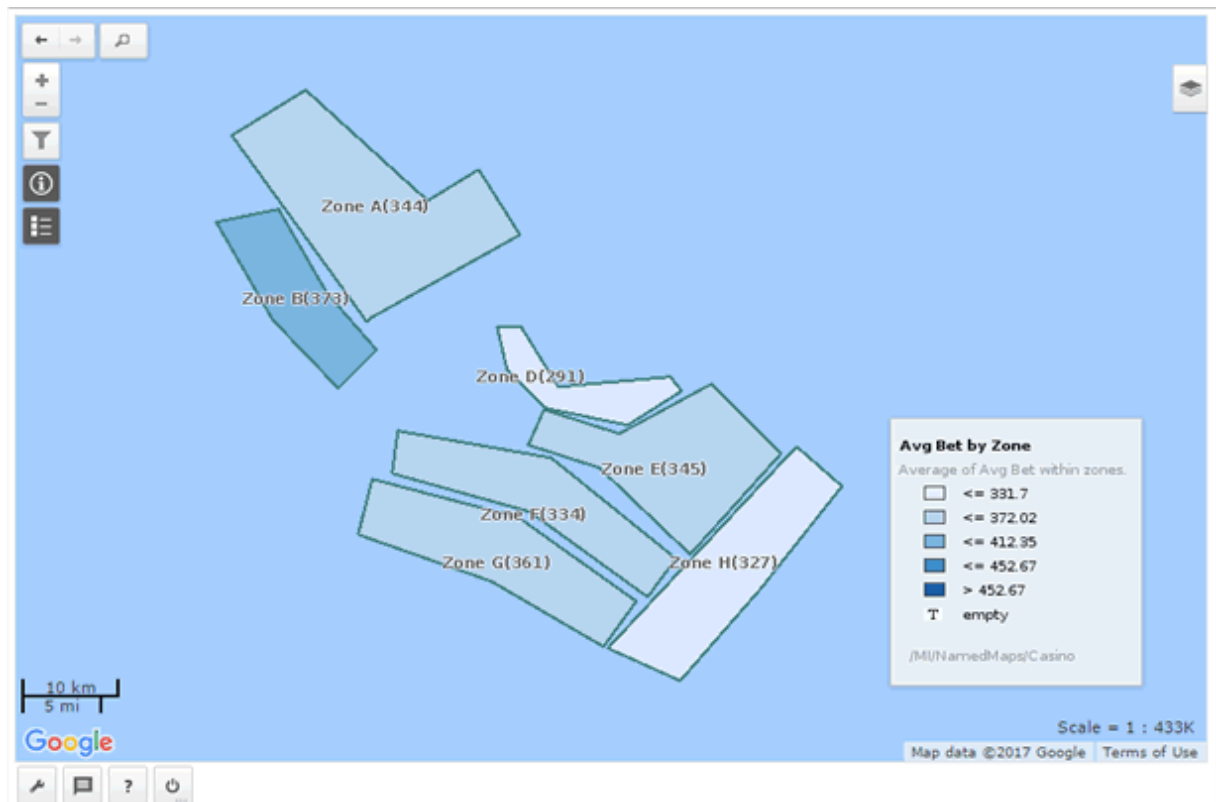 Zone A(344)
Zone B(373)
Zone D(291)
Zone E(345)
Zone F(334)
Zone G(361)
Zone H(327)
Avg Bet by Zone
Average of Avg Bet within zones.
<= 331.7
<= 372.02
<= 412.35
<= 452.67
> 452.67
T empty
/MI/NamedMaps/Casino
10 km
5 mi
Google
Scale = 1 : 433K
Map data ©2017 Google Terms of Use
?